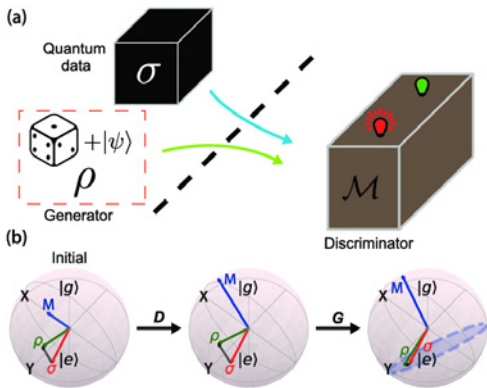 (a)
Quantum
data
σ
+|ψ⟩
ρ
Generator
M
Discriminator
(b)
Initial
X
M
|g⟩
ρ
Y
σ
|e⟩
D
X
M
|g⟩
ρ
Y
σ
|e⟩
G
X
M
|g⟩
ρ
σ
Y
|e⟩